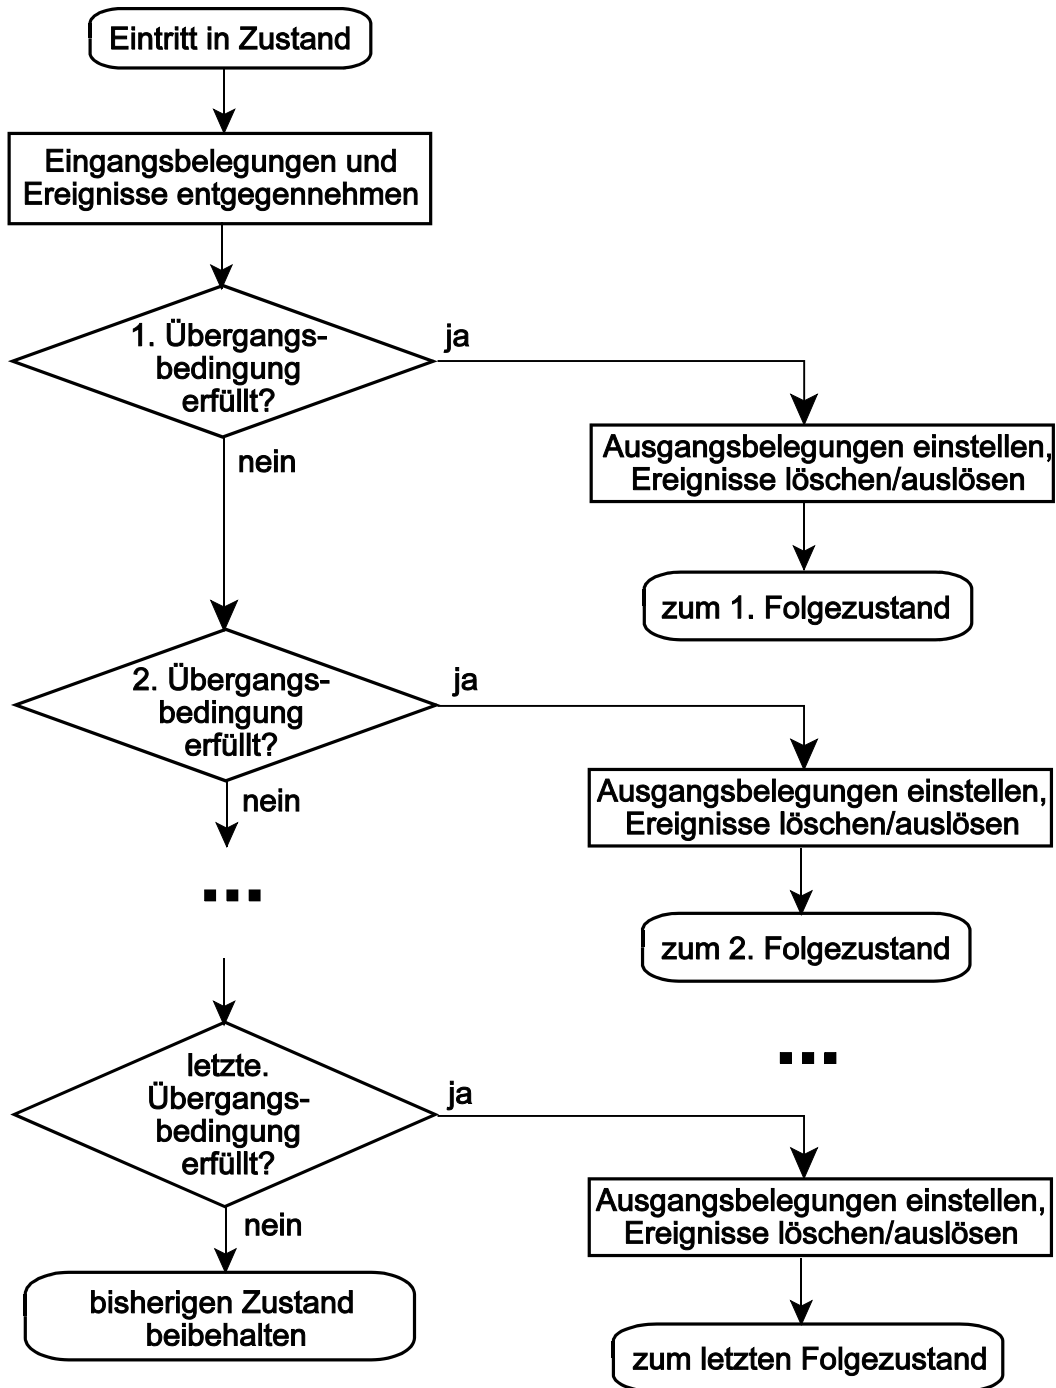 Eintritt in Zustand
Eingangsbelegungen und
Ereignisse entgegennehmen
1. Übergangs-
bedingung
erfüllt?
ja
nein
Ausgangsbelegungen einstellen,
Ereignisse löschen/auslösen
zum 1. Folgezustand
2. Übergangs-
bedingung
erfüllt?
ja
nein
Ausgangsbelegungen einstellen,
Ereignisse löschen/auslösen
zum 2. Folgezustand
...
...
letzte.
Übergangs-
bedingung
erfüllt?
ja
nein
Ausgangsbelegungen einstellen,
Ereignisse löschen/auslösen
bisherigen Zustand
beibehalten
zum letzten Folgezustand